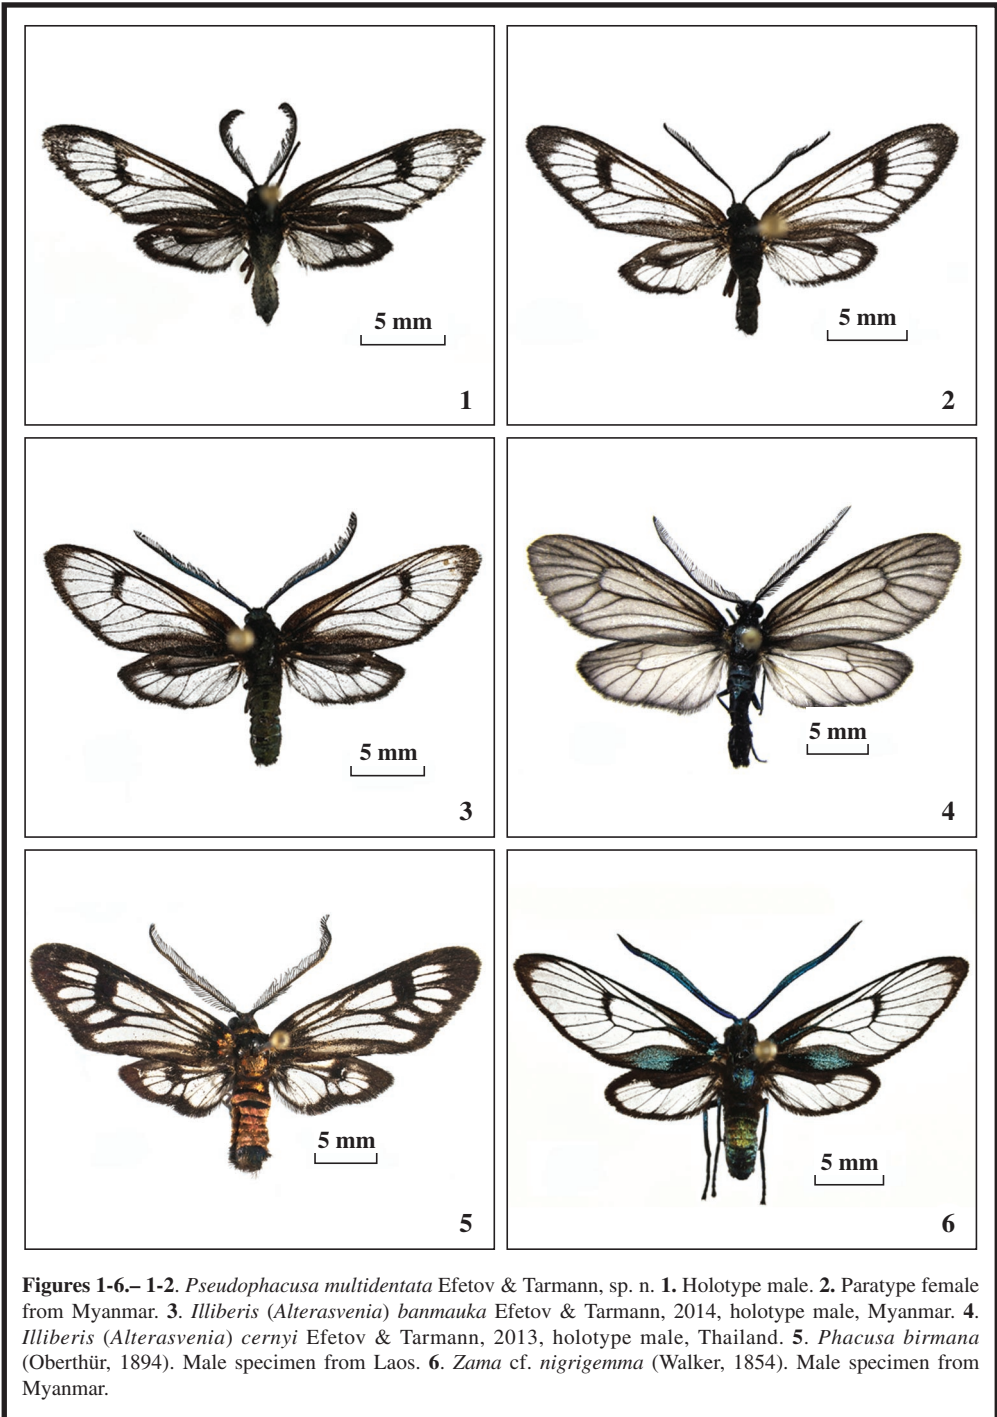 5 mm
1
5 mm
2
5 mm
3
5 mm
4
5 mm
5
5 mm
6
Figures 1-6.– 1-2. Pseudophacusa multidentata Efetov & Tarmann, sp. n. 1. Holotype male. 2. Paratype female
from Myanmar. 3. Illiberis (Alterasvenia) banmauka Efetov & Tarmann, 2014, holotype male, Myanmar. 4.
Illiberis (Alterasvenia) cernyi Efetov & Tarmann, 2013, holotype male, Thailand. 5. Phacusa birmana
(Oberthür, 1894). Male specimen from Laos. 6. Zama cf. nigrigemma (Walker, 1854). Male specimen from
Myanmar.